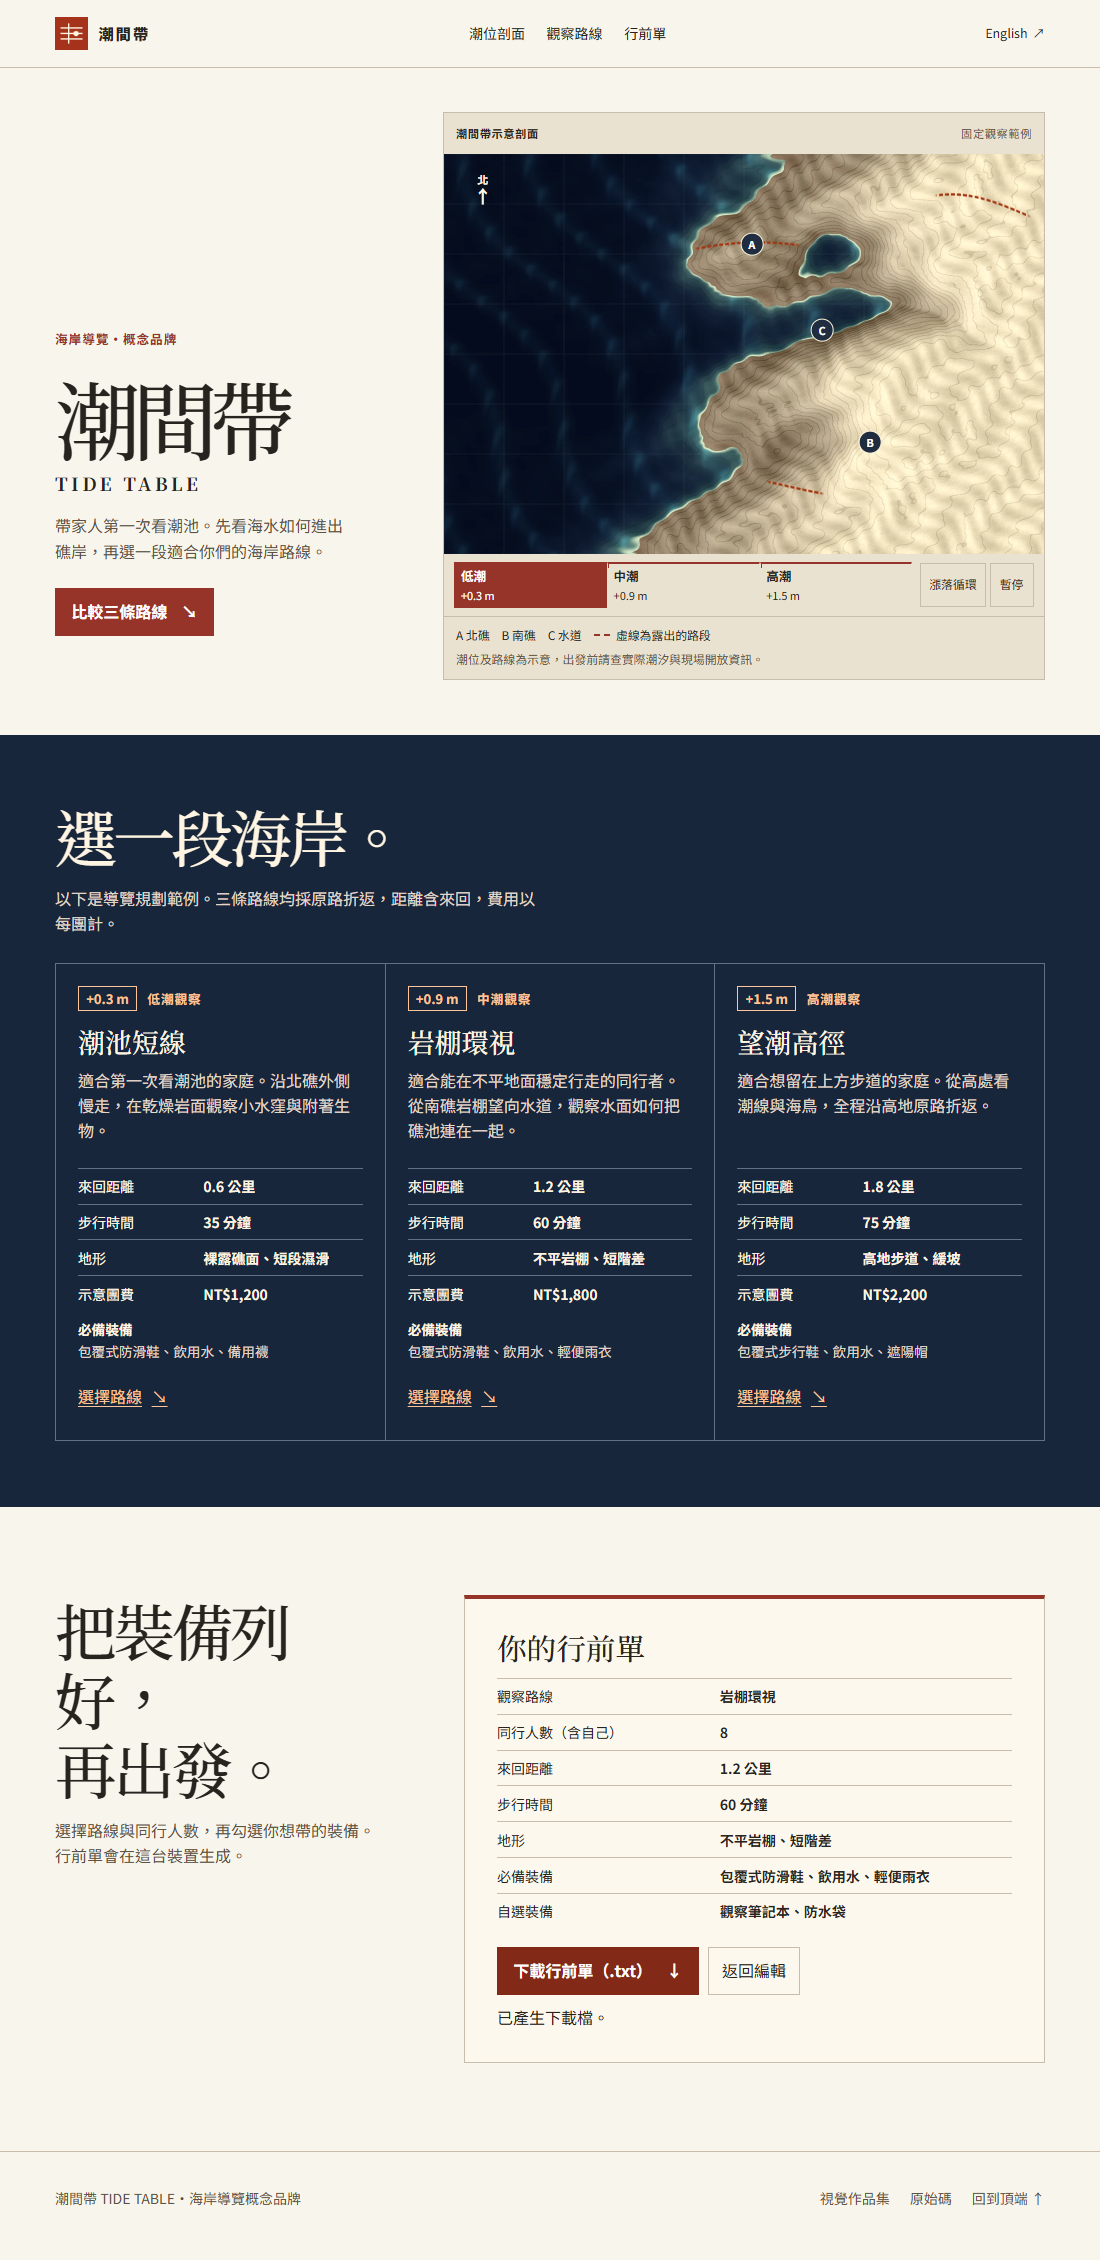 潮間帶
潮位剖面 觀察路線 行前單
English ↗
潮間帶示意剖面
固定觀察範例
北
A
C
B
海岸導覽・概念品牌
潮間帶
TIDE TABLE
帶家人第一次看潮池。先看海水如何進出
礁岸，再選一段適合你們的海岸路線。
比較三條路線 ↘
低潮
+0.3 m
中潮
+0.9 m
高潮
+1.5 m
漲落循環
暫停
A 北礁 B 南礁 C 水道 虛線為露出的路段
潮位及路線為示意，出發前請查實際潮汐與現場開放資訊。
選一段海岸。
以下是導覽規劃範例。三條路線均採原路折返，距離含來回，費用以
每團計。
+0.3 m 低潮觀察
潮池短線
適合第一次看潮池的家庭。沿北礁外側
慢走，在乾燥岩面觀察小水窪與附著生
物。
來回距離 0.6 公里
步行時間 35 分鐘
地形 裸露礁面、短段濕滑
示意團費 NT$1,200
必備裝備
包覆式防滑鞋、飲用水、備用襪
選擇路線 ↘
+0.9 m 中潮觀察
岩棚環視
適合能在不平地面穩定行走的同行者。
從南礁岩棚望向水道，觀察水面如何把
礁池連在一起。
來回距離 1.2 公里
步行時間 60 分鐘
地形 不平岩棚、短階差
示意團費 NT$1,800
必備裝備
包覆式防滑鞋、飲用水、輕便雨衣
選擇路線 ↘
+1.5 m 高潮觀察
望潮高徑
適合想留在上方步道的家庭。從高處看
潮線與海鳥，全程沿高地原路折返。
來回距離 1.8 公里
步行時間 75 分鐘
地形 高地步道、緩坡
示意團費 NT$2,200
必備裝備
包覆式步行鞋、飲用水、遮陽帽
選擇路線 ↘
把裝備列
好，
再出發。
選擇路線與同行人數，再勾選你想帶的裝備。
行前單會在這台裝置生成。
你的行前單
觀察路線 岩棚環視
同行人數（含自己） 8
來回距離 1.2 公里
步行時間 60 分鐘
地形 不平岩棚、短階差
必備裝備 包覆式防滑鞋、飲用水、輕便雨衣
自選裝備 觀察筆記本、防水袋
下載行前單（.txt） ↓
返回編輯
已產生下載檔。
潮間帶 TIDE TABLE・海岸導覽概念品牌
視覺作品集 原始碼 回到頂端 ↑